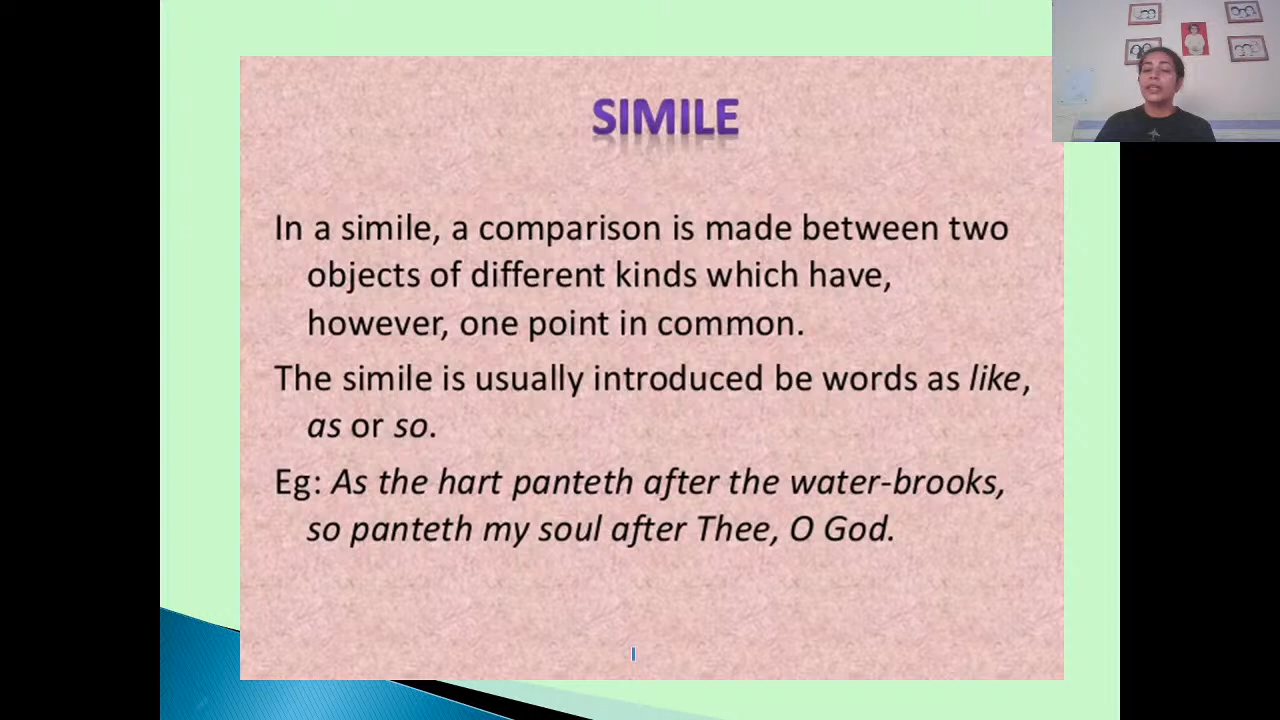 SIMILE
In a simile, a comparison is made between two
objects of different kinds which have,
however, one point in common.
The simile is usually introduced be words as like,
as or so.
Eg: As the hart panteth after the water-brooks,
so panteth my soul after Thee, O God.